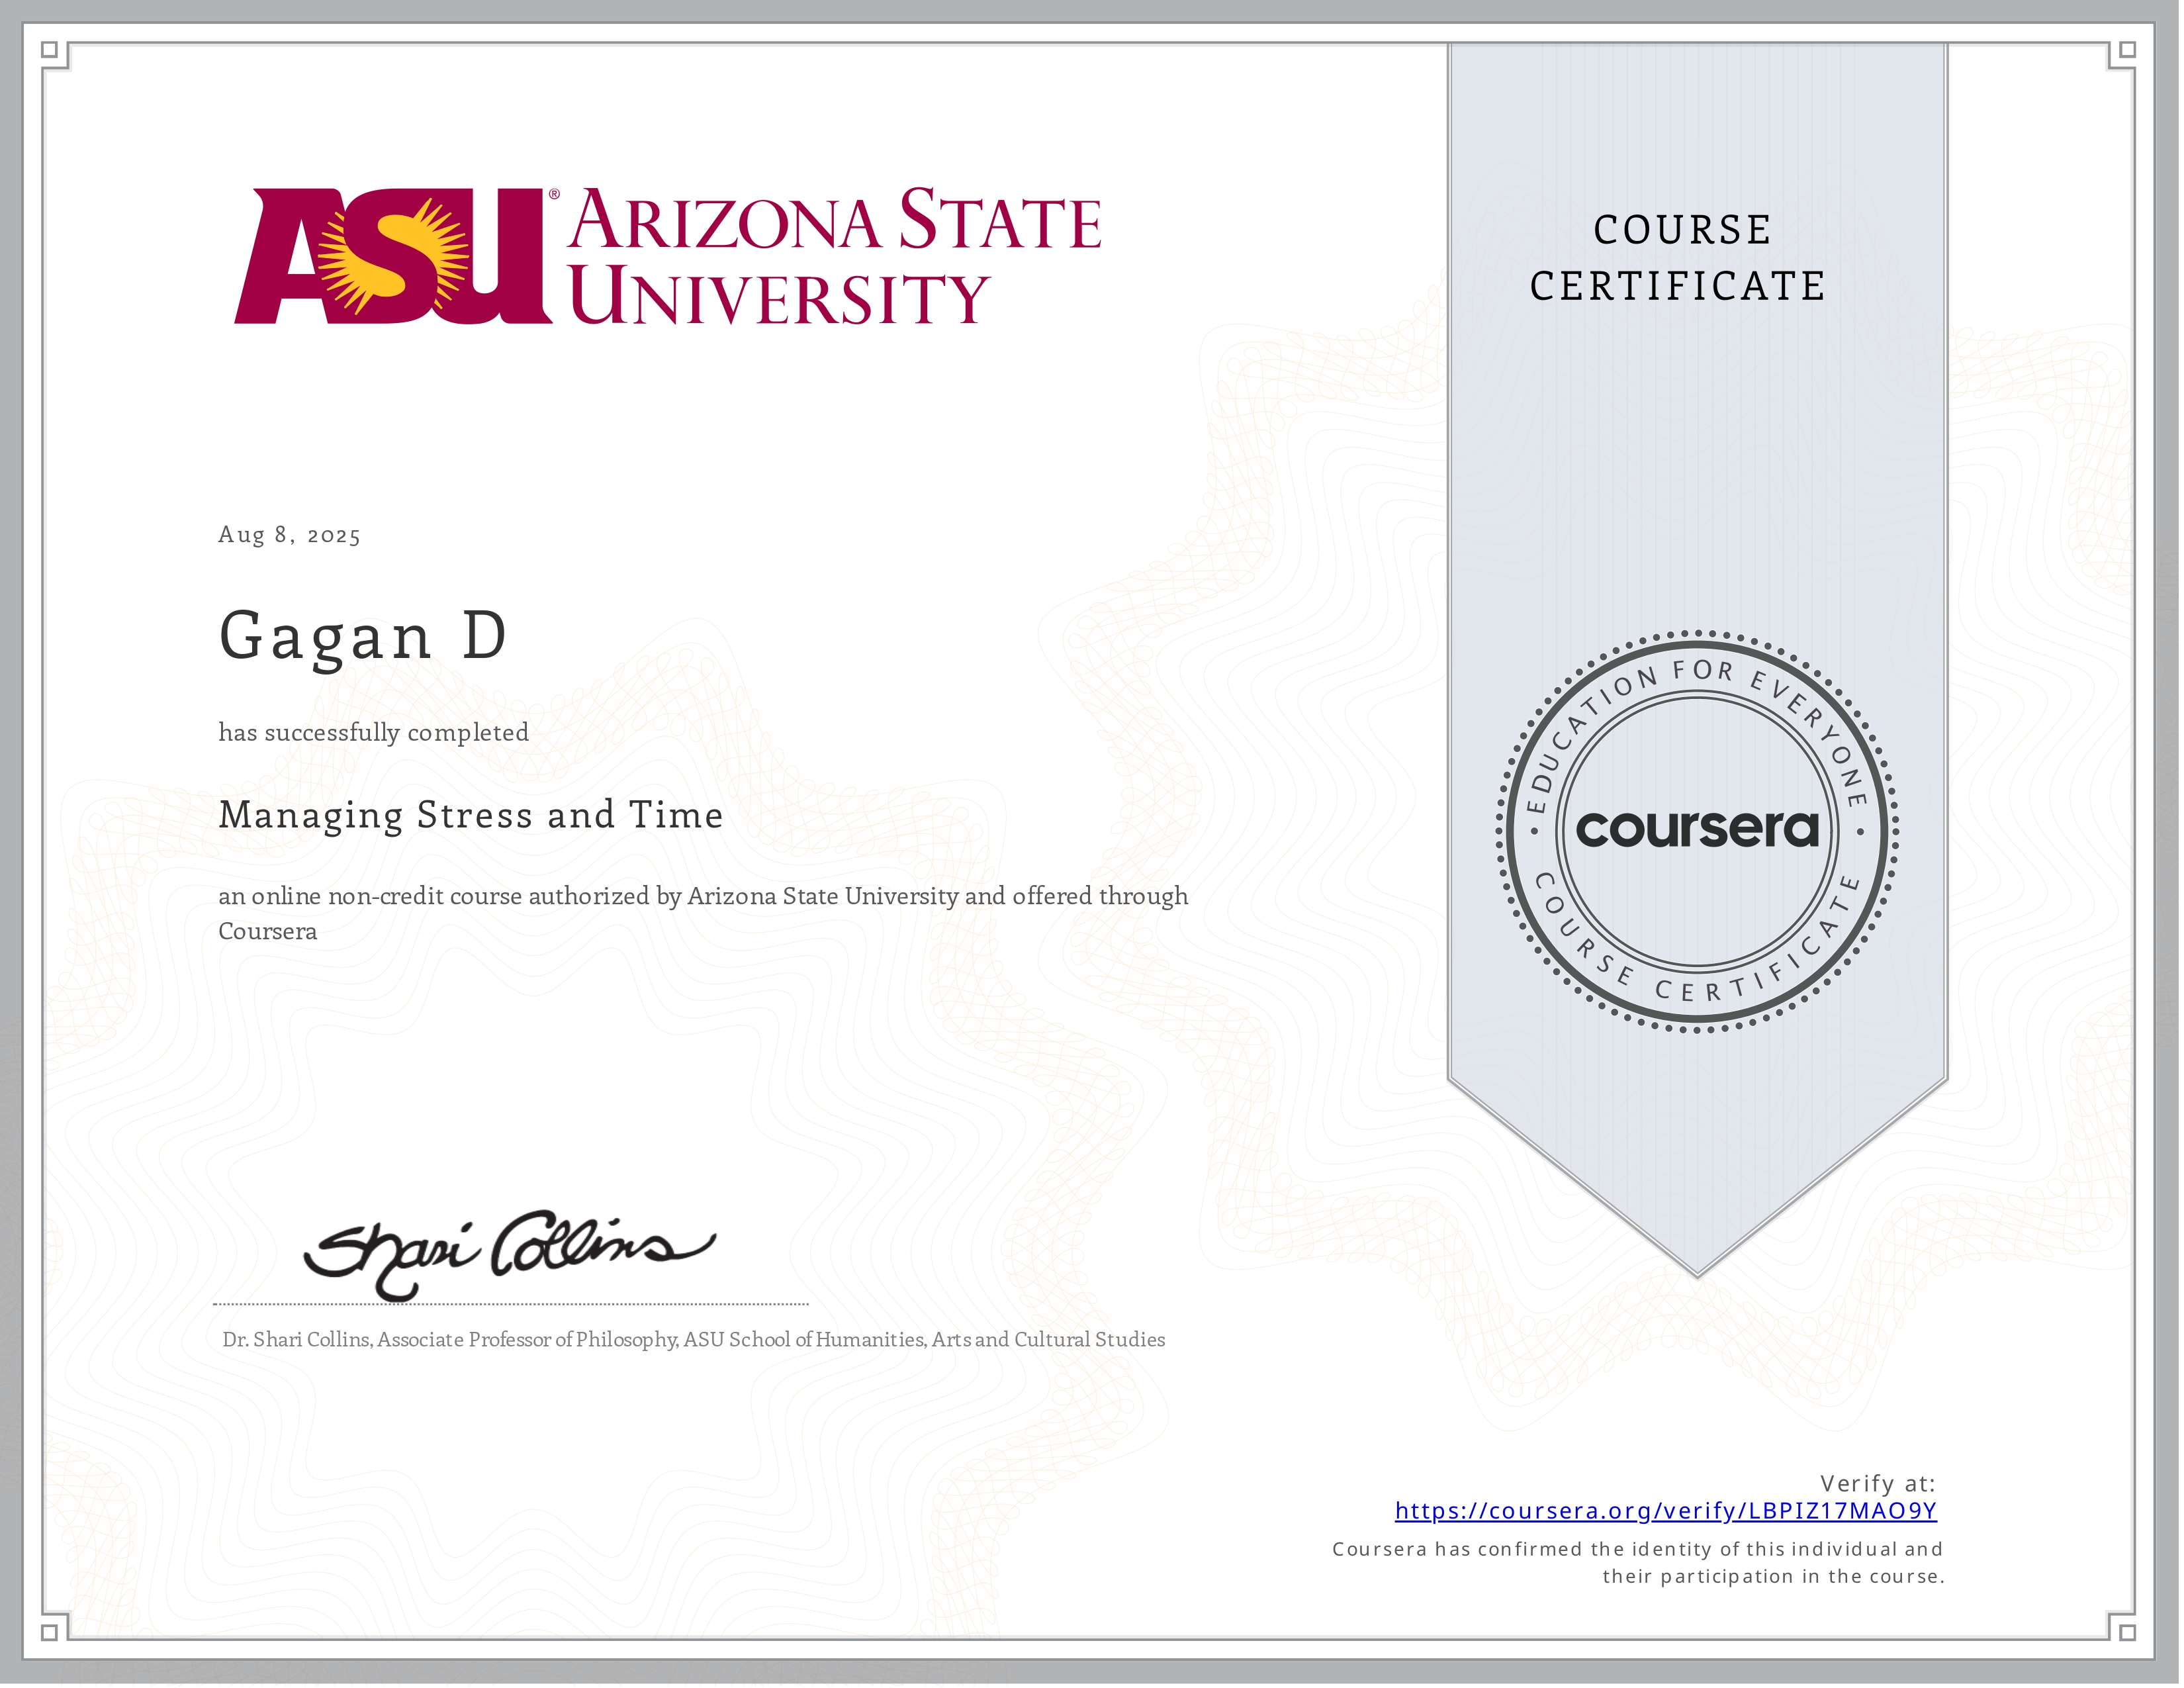 ASU® ARIZONA STATE
UNIVERSITY
COURSE
CERTIFICATE
Aug 8, 2025
Gagan D
has successfully completed
Managing Stress and Time
an online non-credit course authorized by Arizona State University and offered through
Coursera
EDUCATION FOR EVERYONE
coursera
COURSE CERTIFICATE
Shari Collins
Dr. Shari Collins, Associate Professor of Philosophy, ASU School of Humanities, Arts and Cultural Studies
Verify at:
https://coursera.org/verify/LBPIZ17MAO9Y
Coursera has confirmed the identity of this individual and
their participation in the course.